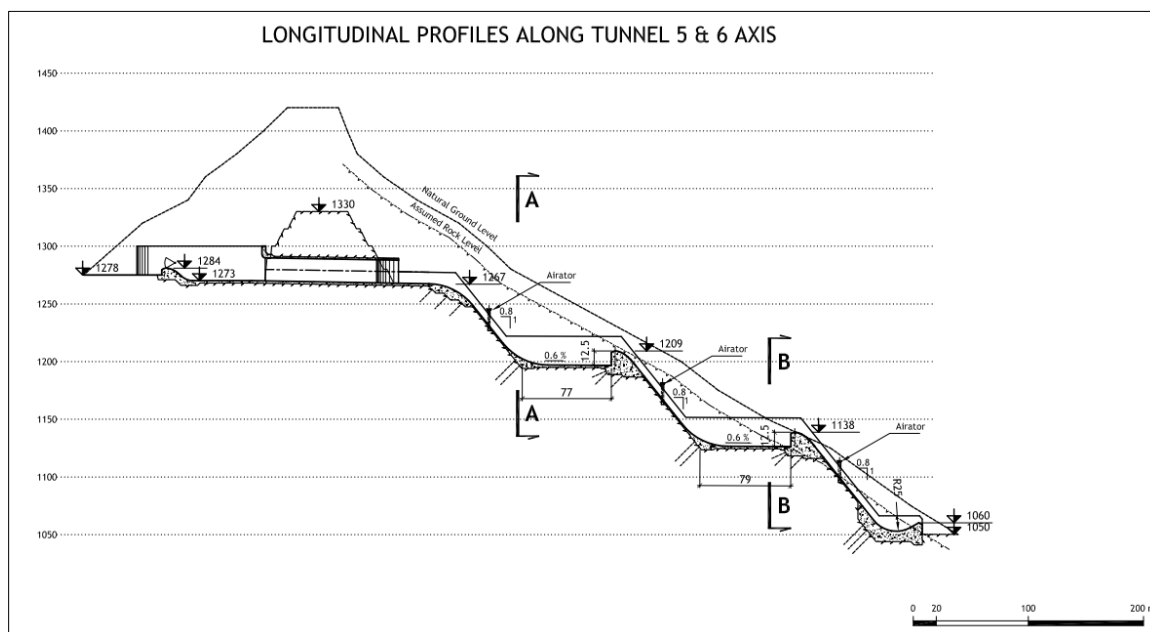 LONGITUDINAL PROFILES ALONG TUNNEL 5 & 6 AXIS
1450
1400
1350
1300
1250
1200
1150
1100
1050
A
Natural Ground Level
Assumed Rock Level
1330
1278
1284
1273
1267
Airator
0.8
1
0.6 %
12.5
1209
77
A
Airator
B
0.8
1
0.6 %
12.5
1138
Airator
0.8
1
79
B
R25
1060
1050
0 20 100 200 m